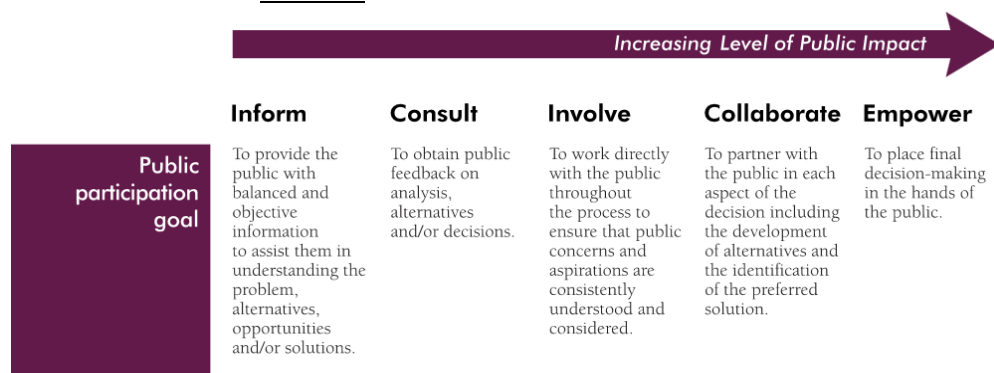 Increasing Level of Public Impact
Inform
Consult
Involve
Collaborate
Empower
Public
participation
goal
To provide the
public with
balanced and
objective
information
to assist them in
understanding the
problem,
alternatives,
opportunities
and/or solutions.
To obtain public
feedback on
analysis,
alternatives
and/or decisions.
To work directly
with the public
throughout
the process to
ensure that public
concerns and
aspirations are
consistently
understood and
considered.
To partner with
the public in each
aspect of the
decision including
the development
of alternatives and
the identification
of the preferred
solution.
To place final
decision-making
in the hands of
the public.